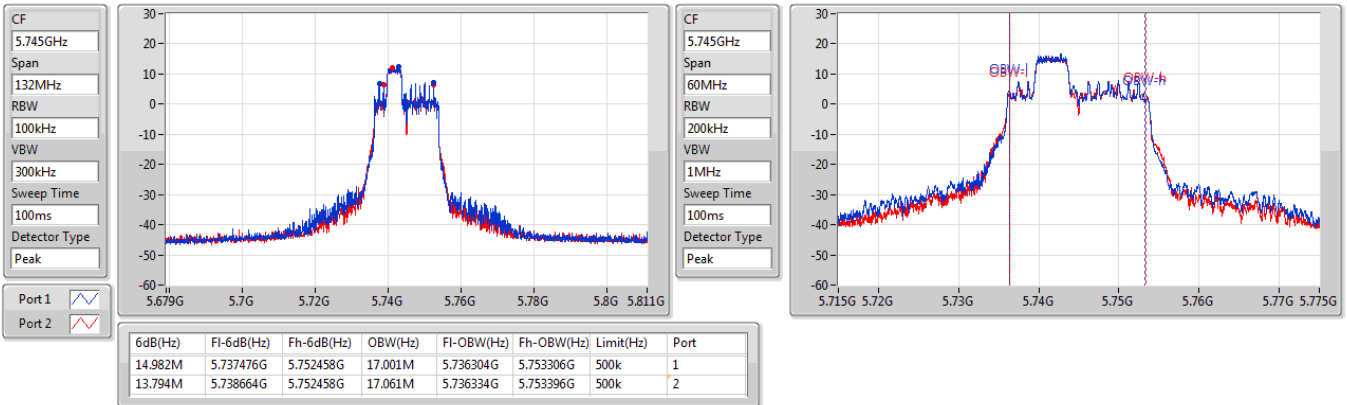 CF
5.745GHz
Span
132MHz
RBW
100kHz
VBW
300kHz
Sweep Time
100ms
Detector Type
Peak
Port 1
Port 2
30
20
10
0
-10
-20
-30
-40
-50
-60
5.679G 5.7G 5.72G 5.74G 5.76G 5.78G 5.8G 5.811G
CF
5.745GHz
Span
60MHz
RBW
200kHz
VBW
1MHz
Sweep Time
100ms
Detector Type
Peak
30
20
10
0
-10
-20
-30
-40
-50
-60
OBW-l
OBW-h
5.715G 5.72G 5.73G 5.74G 5.75G 5.76G 5.77G 5.775G
6dB(Hz) Fl-6dB(Hz) Fh-6dB(Hz) OBW(Hz) Fl-OBW(Hz) Fh-OBW(Hz) Limit(Hz) Port
14.982M 5.737476G 5.752458G 17.001M 5.736304G 5.753306G 500k 1
13.794M 5.738664G 5.752458G 17.061M 5.736334G 5.753396G 500k 2